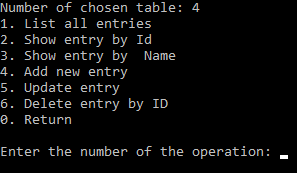 Number of chosen table: 4
1. List all entries
2. Show entry by Id
3. Show entry by  Name
4. Add new entry
5. Update entry
6. Delete entry by ID
0. Return
Enter the number of the operation: _